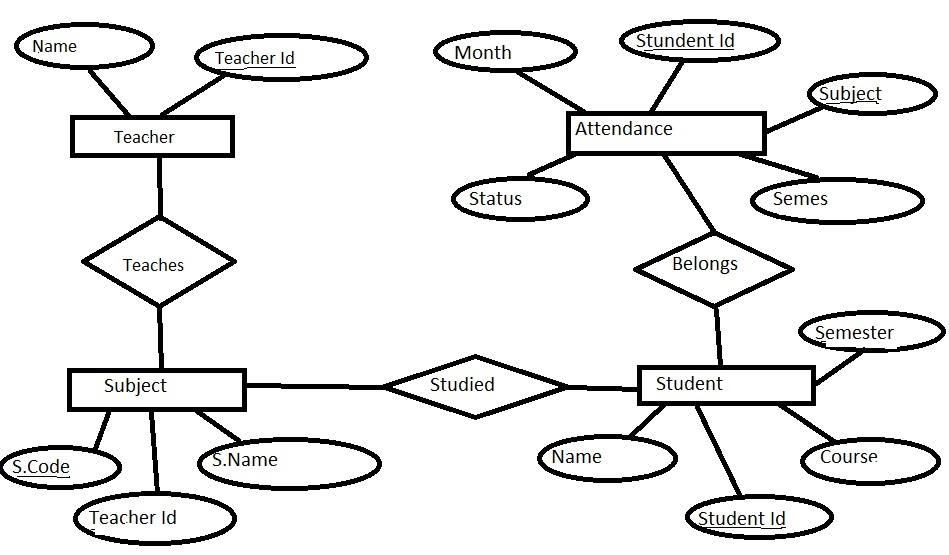 Name
Teacher Id
Month
Stundent Id
Subject
Teacher
Attendance
Status
Semes
Teaches
Belongs
Semester
Subject
Studied
Student
S.Code
S.Name
Name
Course
Teacher Id
Student Id